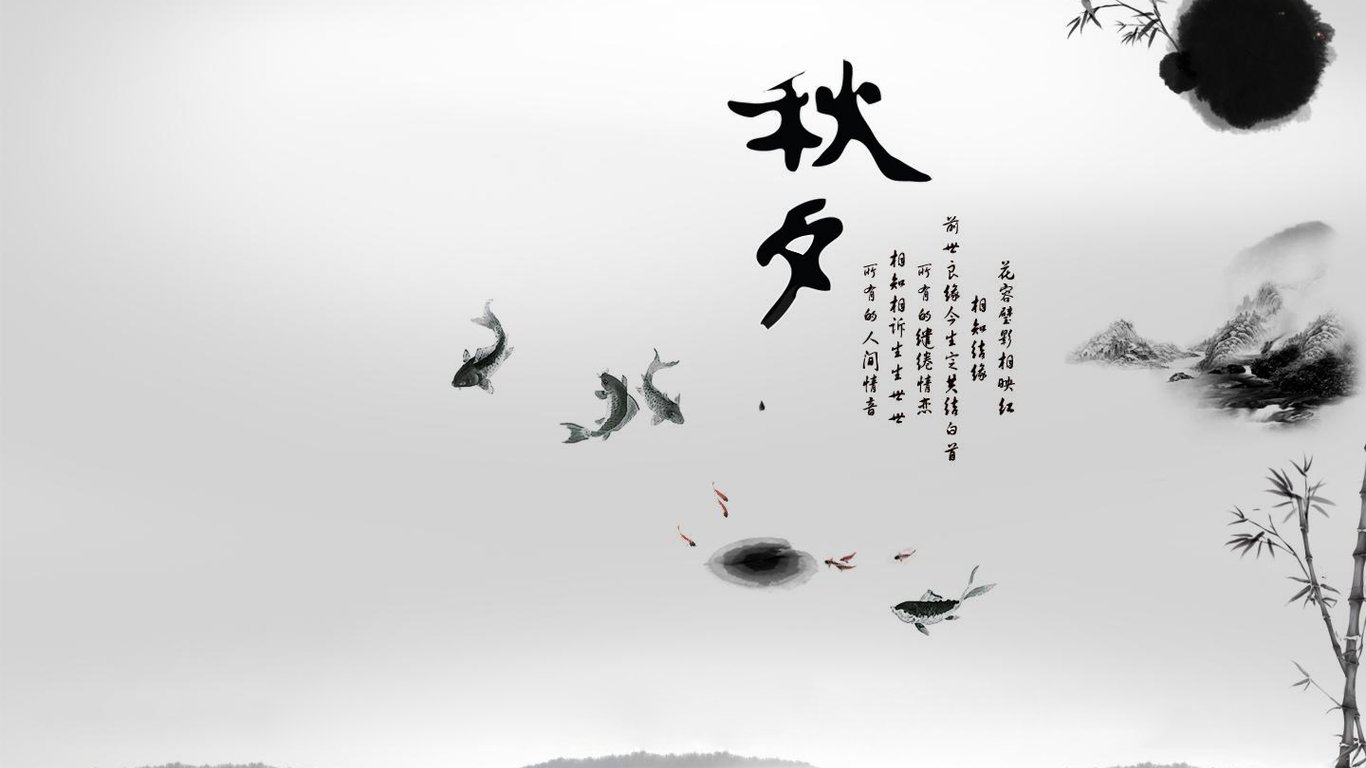 秋夕
花容璧影相映红
相知结缘
前世良缘今生定共结白首
所有的缱绻情恋
相知相诉生生世世
所有的人间情音